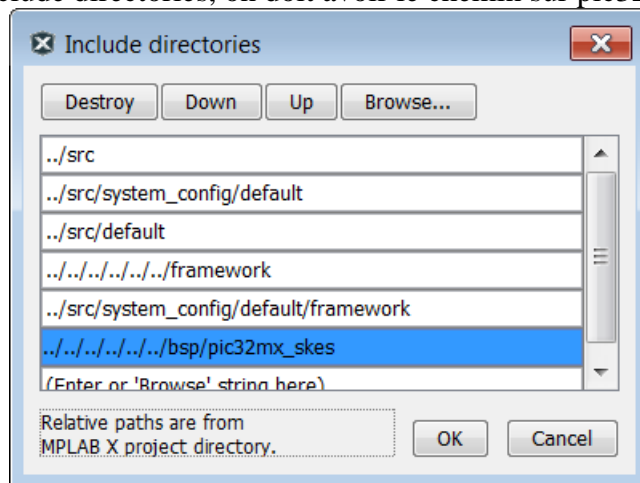 Include directories
Destroy Down Up Browse...
../src
../src/system_config/default
../src/default
../../../../../../framework
../src/system_config/default/framework
../../../../../../bsp/pic32mx_skes
(Enter or 'Browse' string here)
Relative paths are from
MPLAB X project directory.
OK Cancel